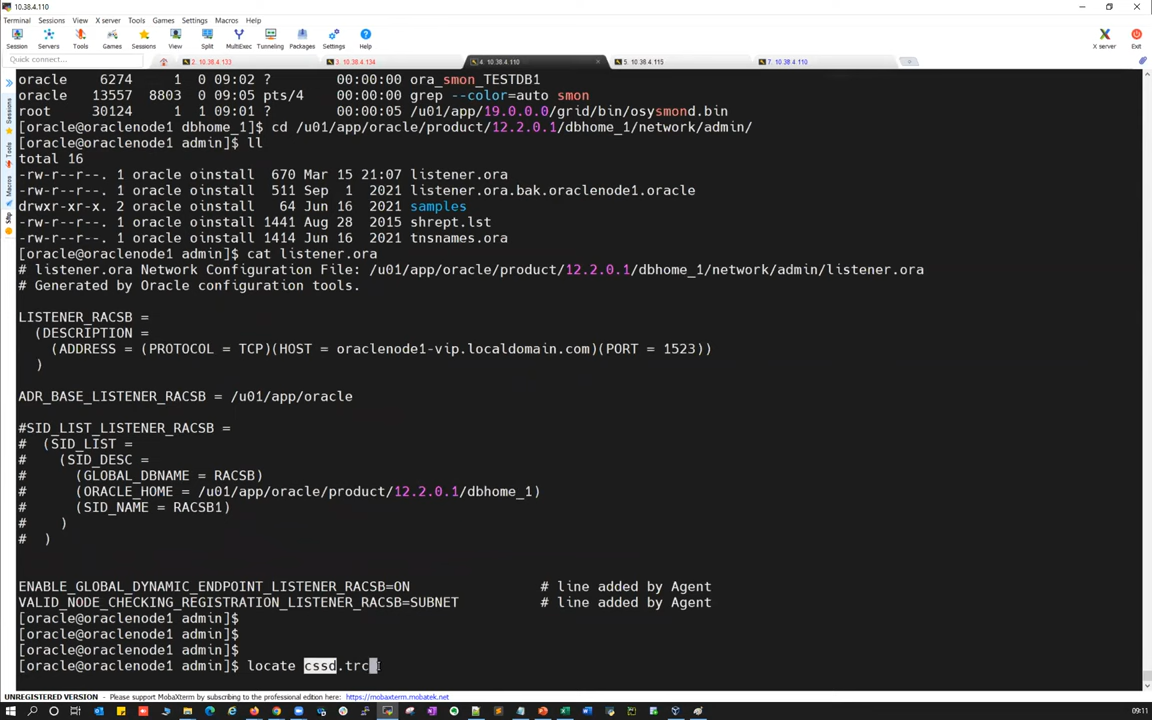 10.38.4.110
Terminal Sessions View X server Tools Games Settings Macros Help
Session Servers Tools Games Sessions View Split MultiExec Tunneling Packages Settings Help X server Exit
Quick connect...
2. 10.38.4.133
3. 10.38.4.134
4. 10.38.4.110
5. 10.38.4.115
7. 10.38.4.110
Sessions
Tools
Macros
Sftp
oracle 6274 1 0 09:02 ? 00:00:00 ora_smon_TESTDB1
oracle 13557 8803 0 09:05 pts/4 00:00:00 grep --color=auto smon
root 30124 1 1 09:01 ? 00:00:05 /u01/app/19.0.0.0/grid/bin/osysmond.bin
[oracle@oraclenode1 dbhome_1]$ cd /u01/app/oracle/product/12.2.0.1/dbhome_1/network/admin/
[oracle@oraclenode1 admin]$ ll
total 16
-rw-r--r--. 1 oracle oinstall 670 Mar 15 21:07 listener.ora
-rw-r--r--. 1 oracle oinstall 511 Sep 1 2021 listener.ora.bak.oraclenode1.oracle
drwxr-xr-x. 2 oracle oinstall 64 Jun 16 2021 samples
-rw-r--r--. 1 oracle oinstall 1441 Aug 28 2015 shrept.lst
-rw-r--r--. 1 oracle oinstall 1414 Jun 16 2021 tnsnames.ora
[oracle@oraclenode1 admin]$ cat listener.ora
# listener.ora Network Configuration File: /u01/app/oracle/product/12.2.0.1/dbhome_1/network/admin/listener.ora
# Generated by Oracle configuration tools.
LISTENER_RACSB =
(DESCRIPTION =
(ADDRESS = (PROTOCOL = TCP)(HOST = oraclenode1-vip.localdomain.com)(PORT = 1523))
)
ADR_BASE_LISTENER_RACSB = /u01/app/oracle
#SID_LIST_LISTENER_RACSB =
# (SID_LIST =
# (SID_DESC =
# (GLOBAL_DBNAME = RACSB)
# (ORACLE_HOME = /u01/app/oracle/product/12.2.0.1/dbhome_1)
# (SID_NAME = RACSB1)
# )
# )
ENABLE_GLOBAL_DYNAMIC_ENDPOINT_LISTENER_RACSB=ON # line added by Agent
VALID_NODE_CHECKING_REGISTRATION_LISTENER_RACSB=SUBNET # line added by Agent
[oracle@oraclenode1 admin]$
[oracle@oraclenode1 admin]$
[oracle@oraclenode1 admin]$
[oracle@oraclenode1 admin]$ locate cssd.trc
UNREGISTERED VERSION - Please support MobaXterm by subscribing to the professional edition here: https://mobaxterm.mobatek.net
09:11